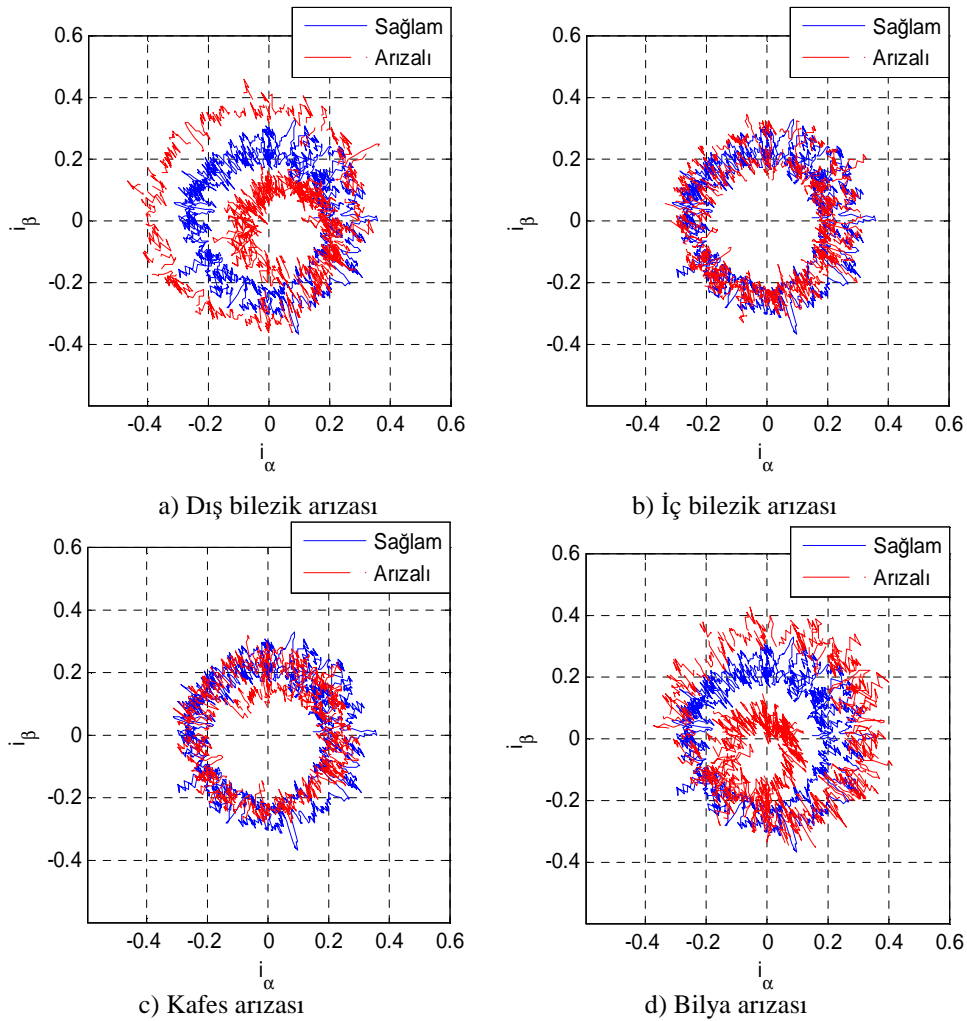 Sağlam
Arızalı
0.6
0.4
0.2
0
-0.2
-0.4
-0.4 -0.2 0 0.2 0.4 0.6
iβ
iα
a) Dış bilezik arızası
Sağlam
Arızalı
0.6
0.4
0.2
0
-0.2
-0.4
-0.4 -0.2 0 0.2 0.4 0.6
iβ
iα
b) İç bilezik arızası
Sağlam
Arızalı
0.6
0.4
0.2
0
-0.2
-0.4
-0.4 -0.2 0 0.2 0.4 0.6
iβ
iα
c) Kafes arızası
Sağlam
Arızalı
0.6
0.4
0.2
0
-0.2
-0.4
-0.4 -0.2 0 0.2 0.4 0.6
iβ
iα
d) Bilya arızası